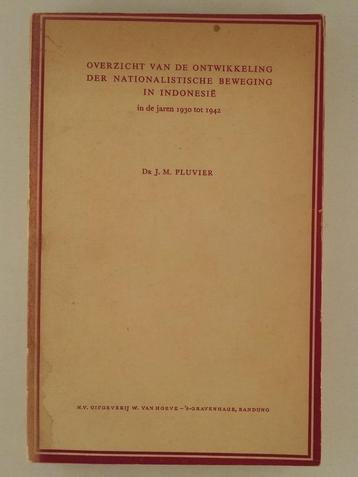 OVERZICHT VAN DE ONTWIKKELING
DER NATIONALISTISCHE BEWEGING
IN INDONESIË
in de jaren 1930 tot 1942
DR J. M. PLUVIER
N.V. UITGEVERIJ W. VAN HOEVE – 'S-GRAVENHAGE, BANDUNG